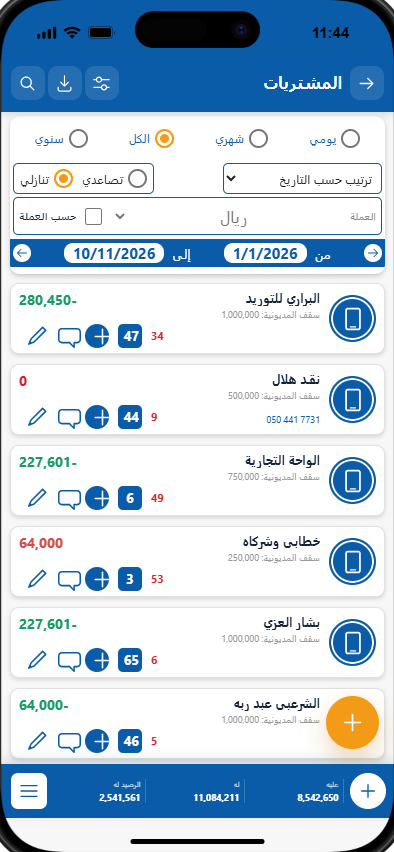 11:44
المشتريات
يومي شهري الكل سنوي
ترتيب حسب التاريخ تصاعدي تنازلي
العملة ريال حسب العملة
من 1/1/2026 إلى 10/11/2026
البراري للتوريد 280,450-
سقف المديونية: 1,000,000
47 34
نقد هلال 0
سقف المديونية: 500,000
050 441 7731
44 9
الواحة التجارية 227,601-
سقف المديونية: 750,000
6 49
خطابي وشركاه 64,000
سقف المديونية: 250,000
3 53
بشار العزي 227,601-
سقف المديونية: 1,000,000
65 6
الشرعبي عبد ربه 64,000-
سقف المديونية: 1,000,000
46 5
عليه له الرصيد له
8,542,650 11,084,211 2,541,561